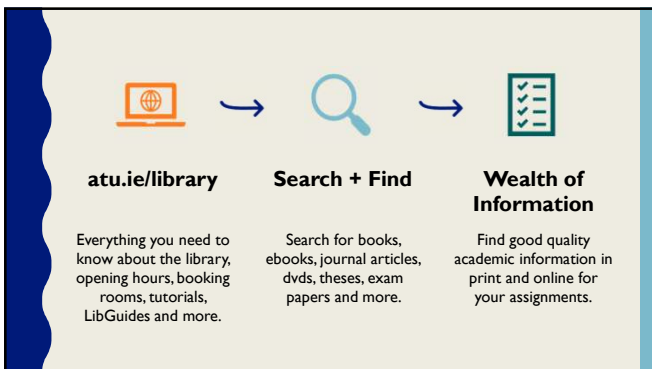 atu.ie/library
Everything you need to
know about the library,
opening hours, booking
rooms, tutorials,
LibGuides and more.
Search + Find
Search for books,
ebooks, journal articles,
dvds, theses, exam
papers and more.
Wealth of
Information
Find good quality
academic information in
print and online for
your assignments.